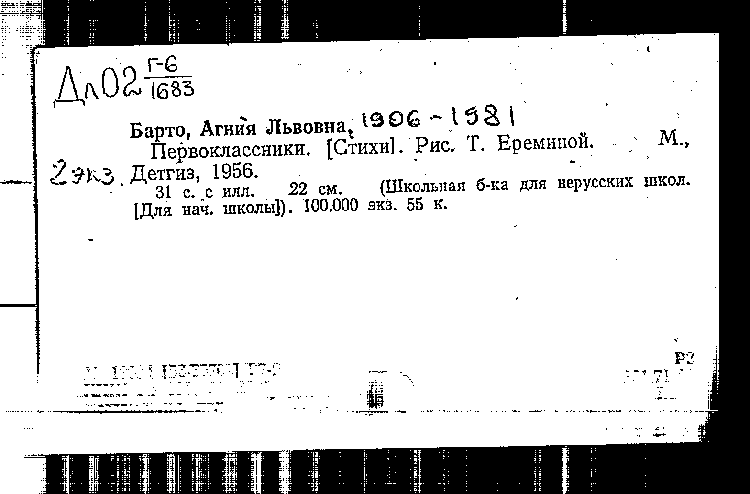 Дл02 Г-6
1683
Барто, Агния Львовна, 1906-1981
Первоклассники. [Стихи]. Рис. Т. Ереминой. М.,
2 экз. Детгиз, 1956.
31 с. с илл. 22 см. (Школьная б-ка для нерусских школ.
[Для нач. школы]). 100.000 экз. 55 к.
Р2